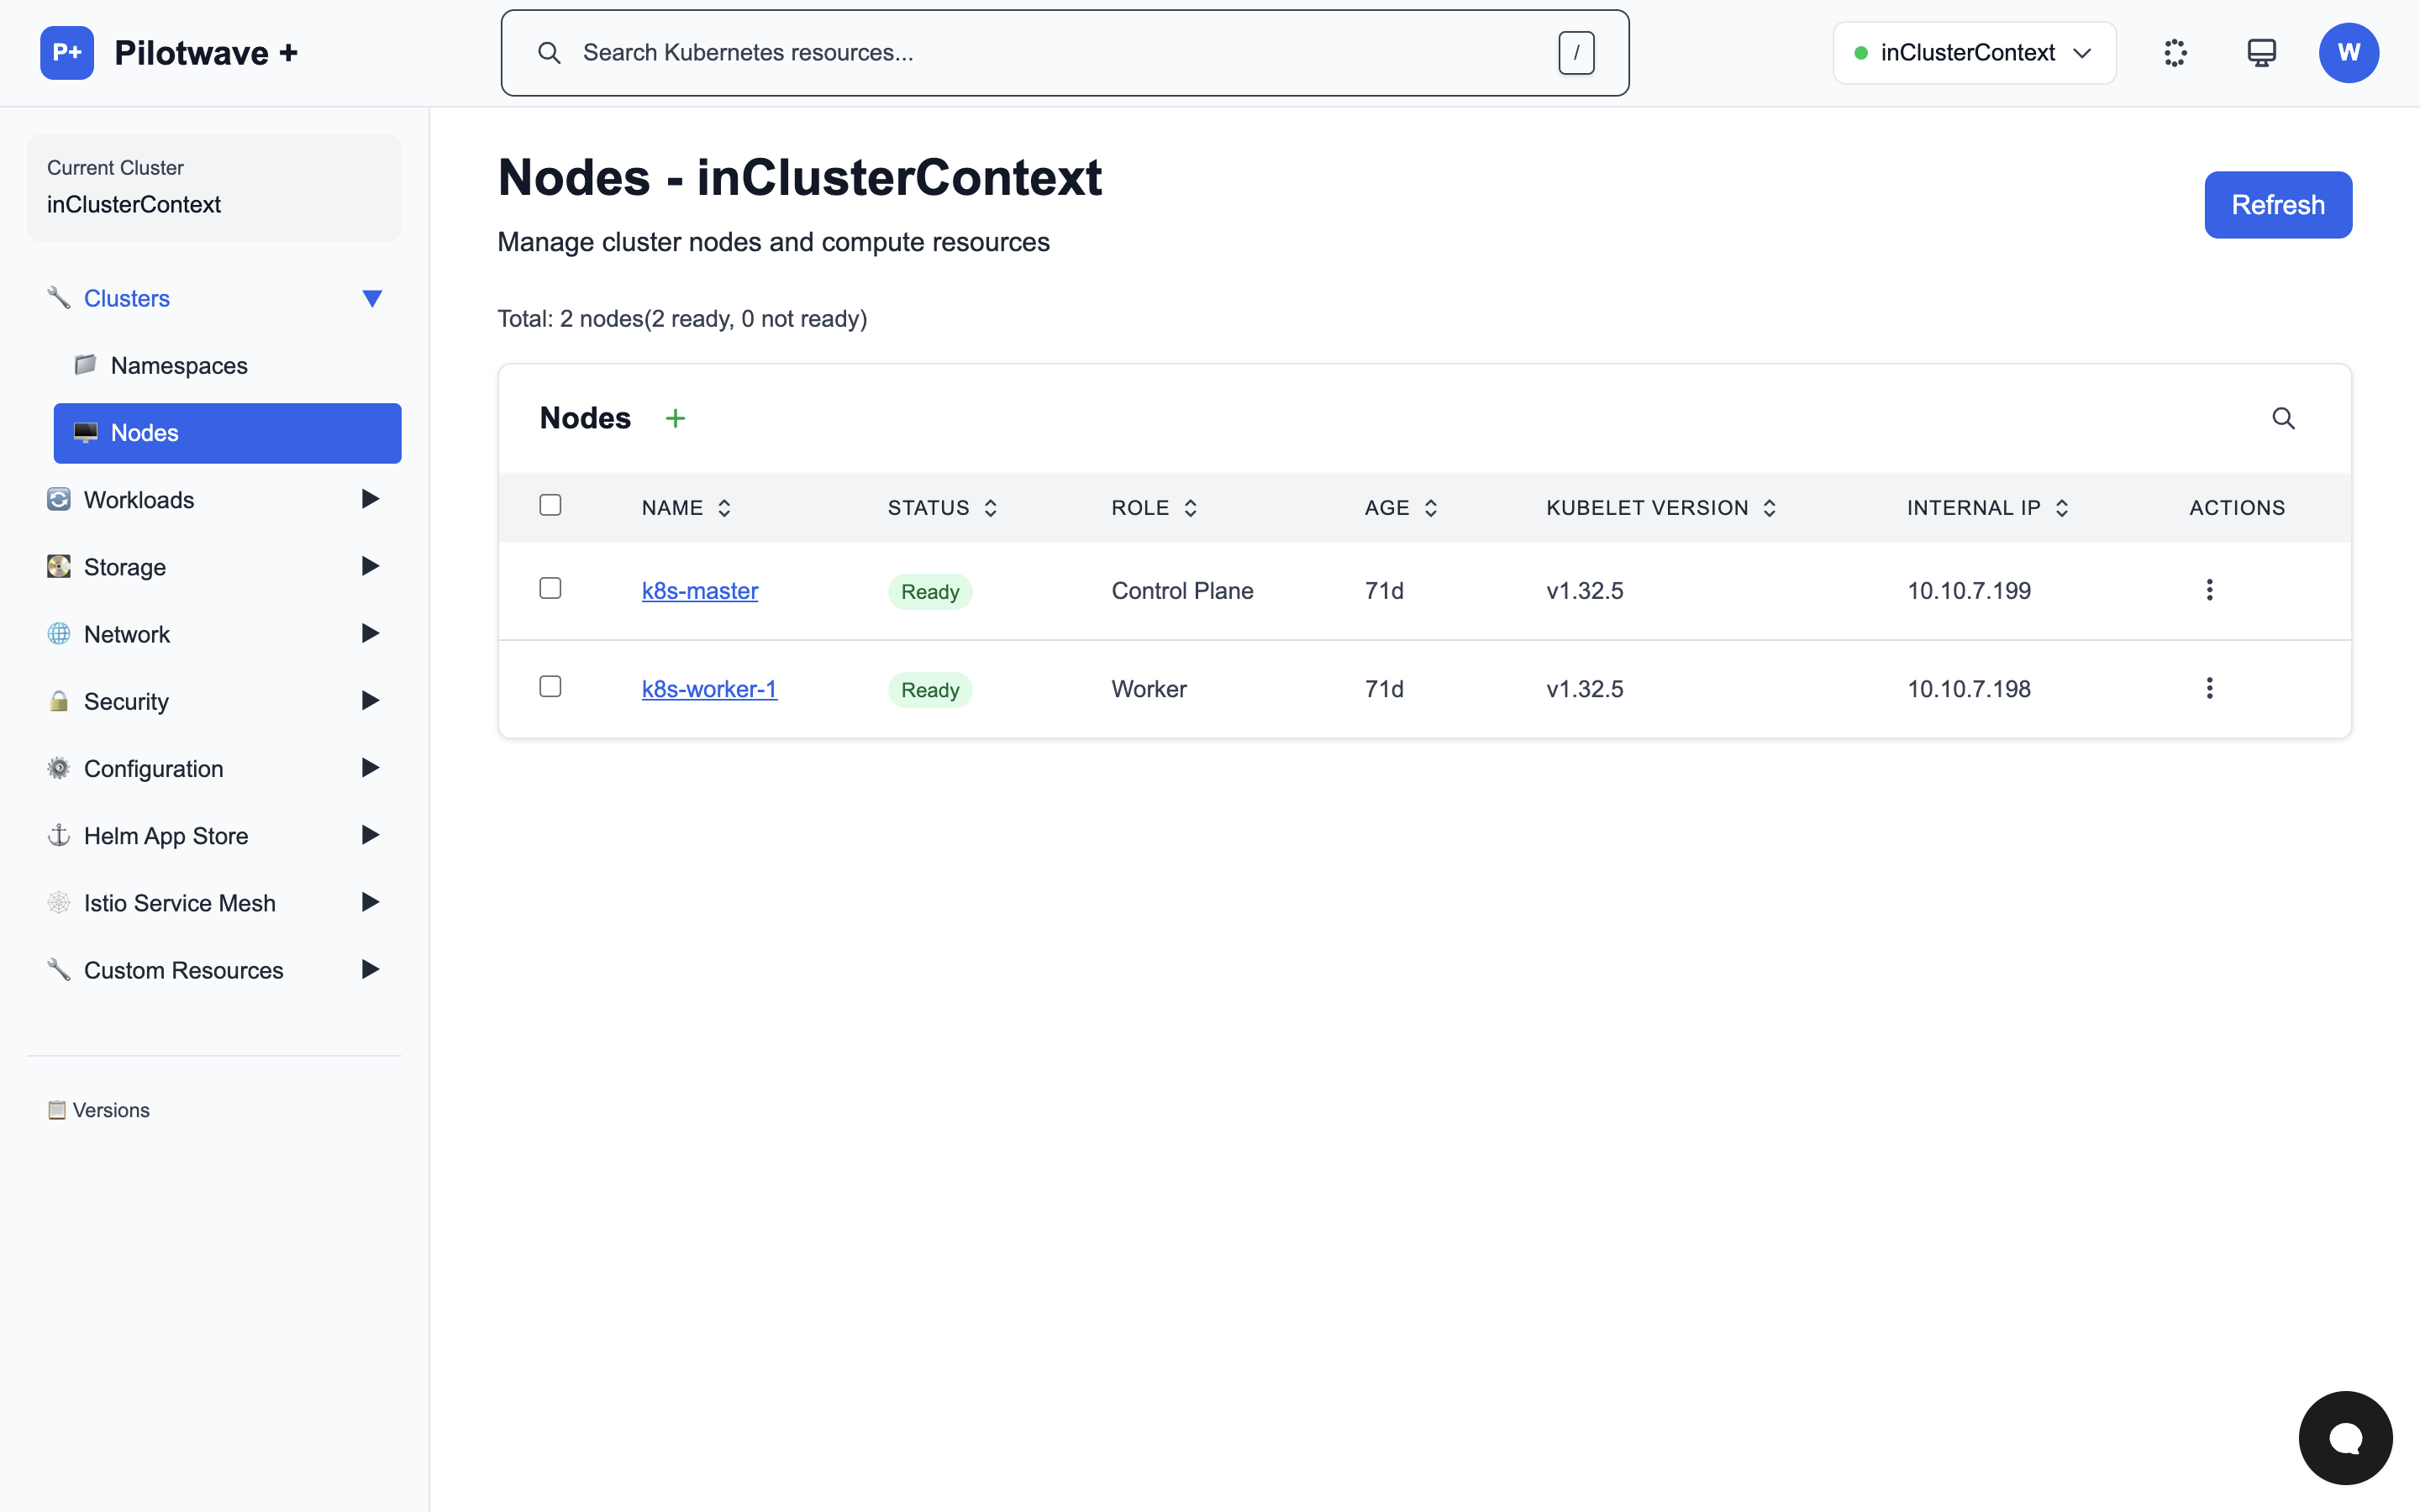 P+ Pilotwave +
Search Kubernetes resources... /
inClusterContext
W
Current Cluster
inClusterContext
Clusters
Namespaces
Nodes
Workloads
Storage
Network
Security
Configuration
Helm App Store
Istio Service Mesh
Custom Resources
Versions
Nodes - inClusterContext
Manage cluster nodes and compute resources
Refresh
Total: 2 nodes(2 ready, 0 not ready)
Nodes +
NAME STATUS ROLE AGE KUBELET VERSION INTERNAL IP ACTIONS
k8s-master Ready Control Plane 71d v1.32.5 10.10.7.199
k8s-worker-1 Ready Worker 71d v1.32.5 10.10.7.198